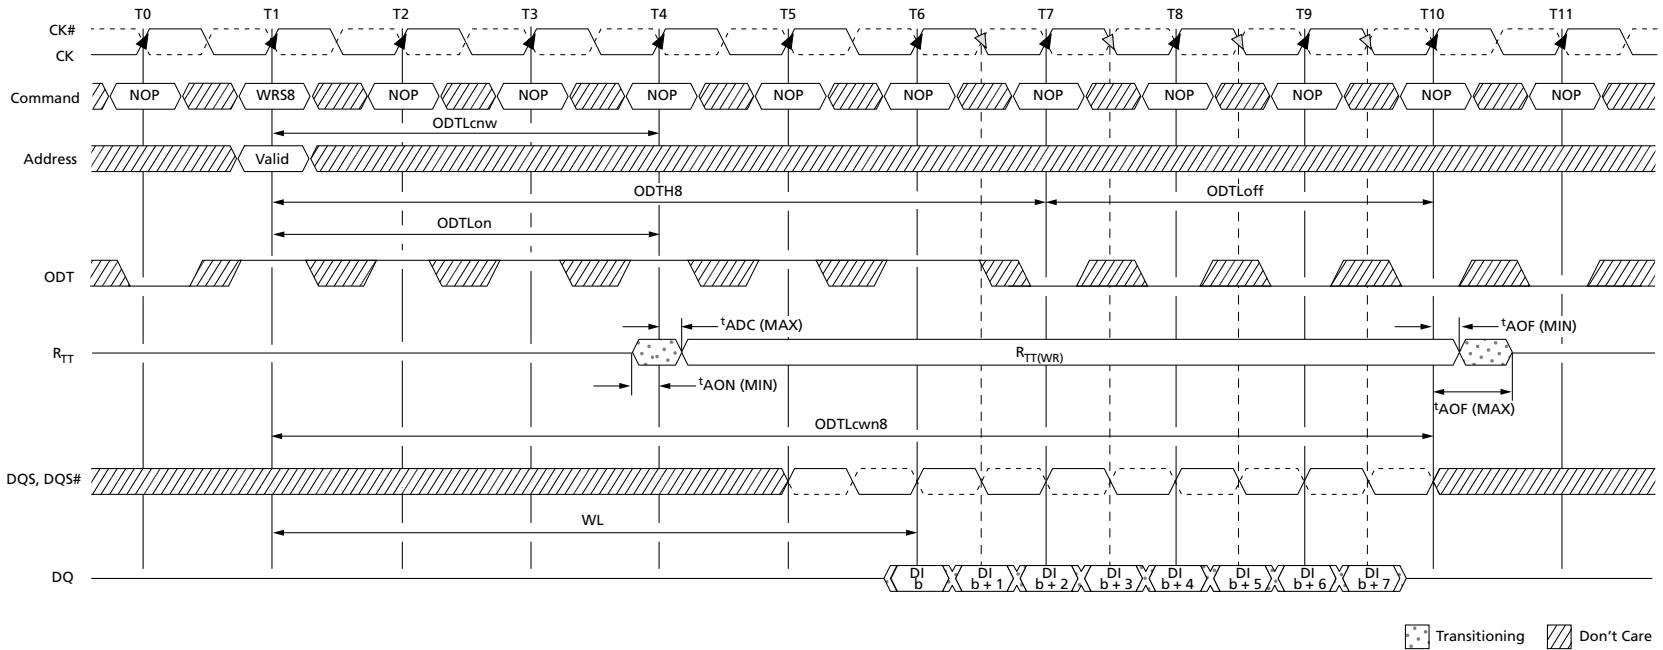 T0 T1 T2 T3 T4 T5 T6 T7 T8 T9 T10 T11
CK#
CK
Command NOP WRS8 NOP NOP NOP NOP NOP NOP NOP NOP NOP NOP
ODTLcnw
Address Valid
ODTH8 ODTLoff
ODTLon
ODT
tADC (MAX) tAOF (MIN)
RTT RTT(WR)
tAON (MIN)
tAOF (MAX)
ODTLcwn8
DQS, DQS#
WL
DQ DI b DI b + 1 DI b + 2 DI b + 3 DI b + 4 DI b + 5 DI b + 6 DI b + 7
Transitioning Don't Care